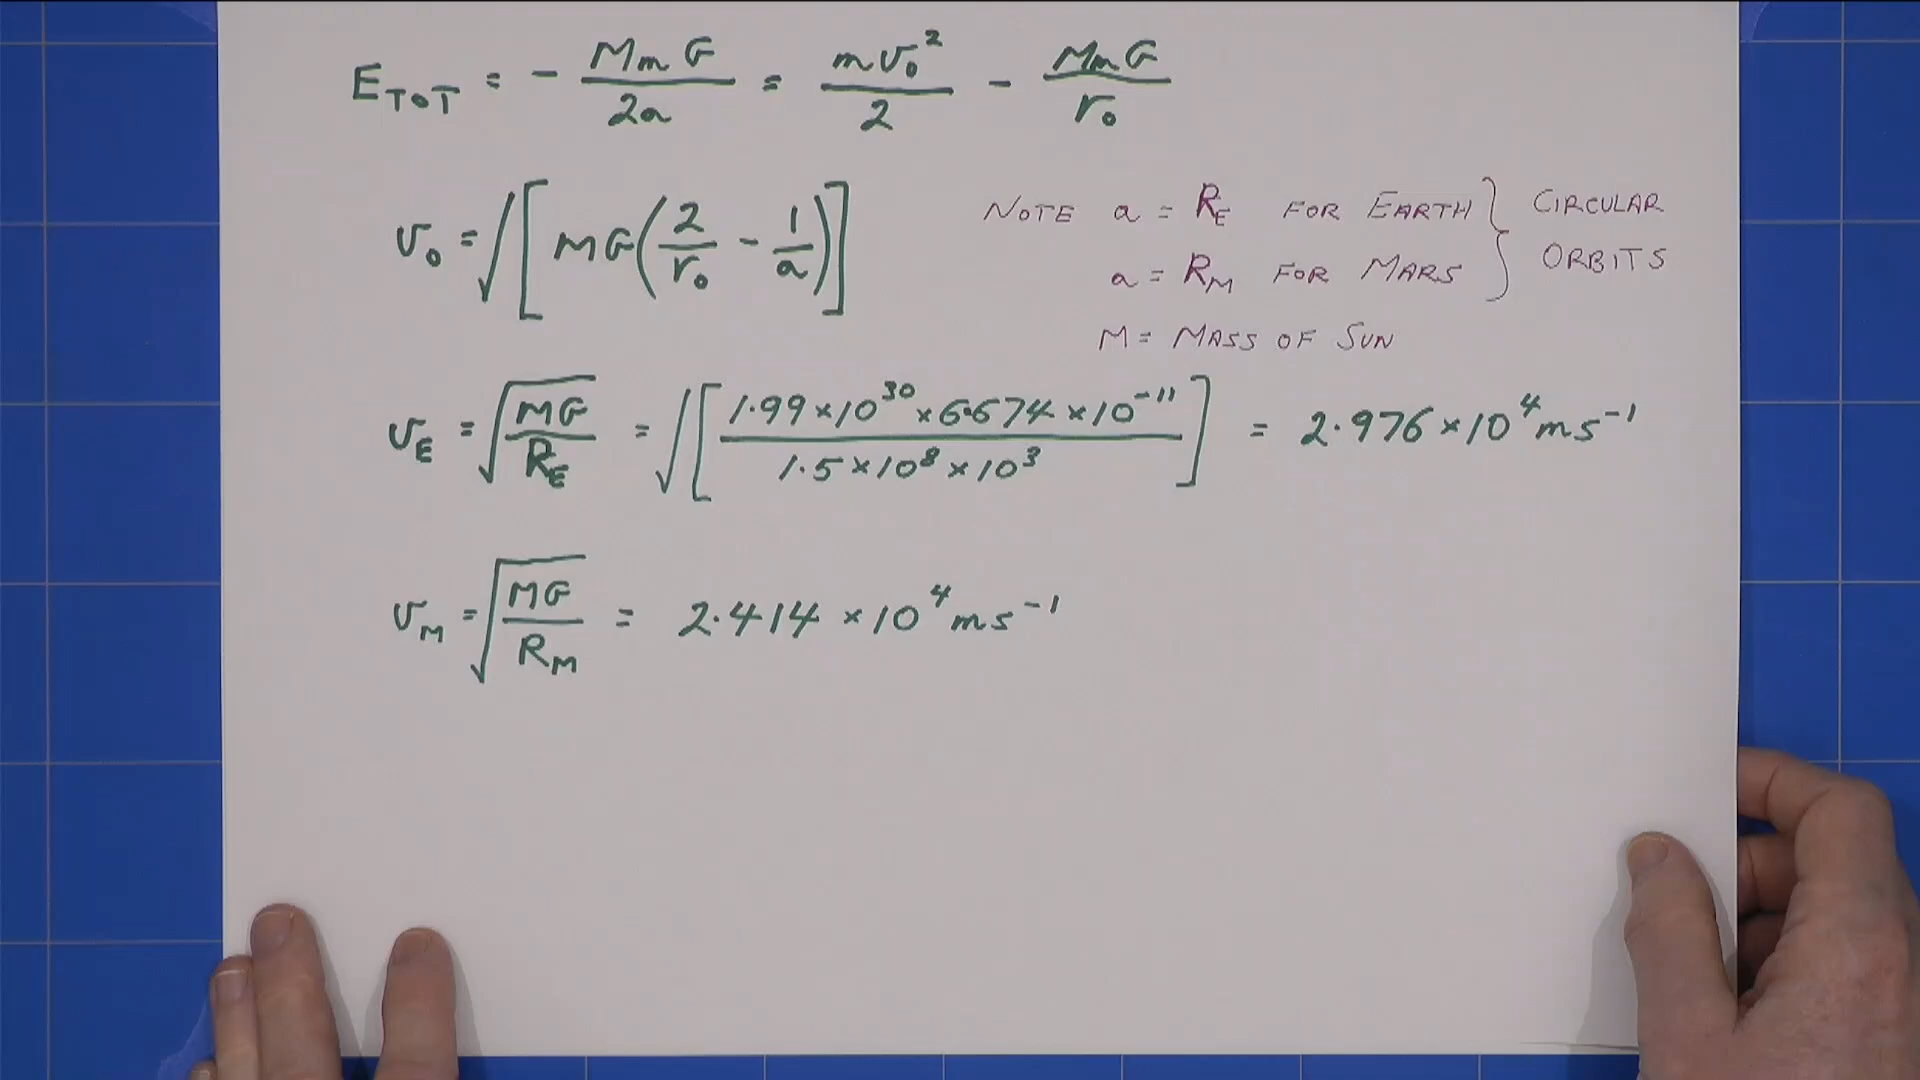 E_TOT = - MmG/2a = mv₀²/2 - MmG/r₀
v₀ = √[MG(2/r₀ - 1/a)]
NOTE a = R_E FOR EARTH } CIRCULAR
a = R_M FOR MARS } ORBITS
M = MASS OF SUN
v_E = √(MG/R_E) = √[1.99×10³⁰×6.674×10⁻¹¹/1.5×10⁸×10³] = 2.976×10⁴ms⁻¹
v_M = √(MG/R_M) = 2.414×10⁴ms⁻¹